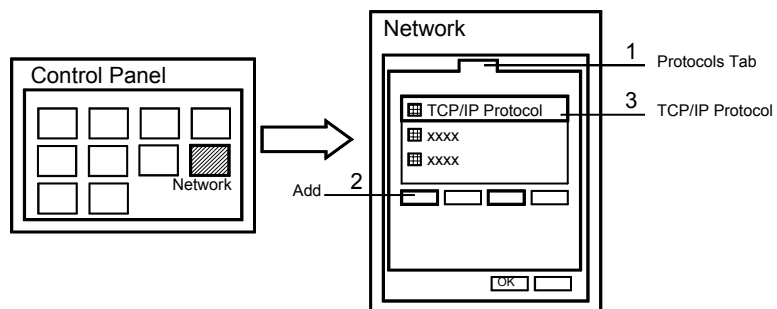 Control Panel
Network
Network
1
Protocols Tab
TCP/IP Protocol
3
TCP/IP Protocol
xxxx
xxxx
Add
2
OK